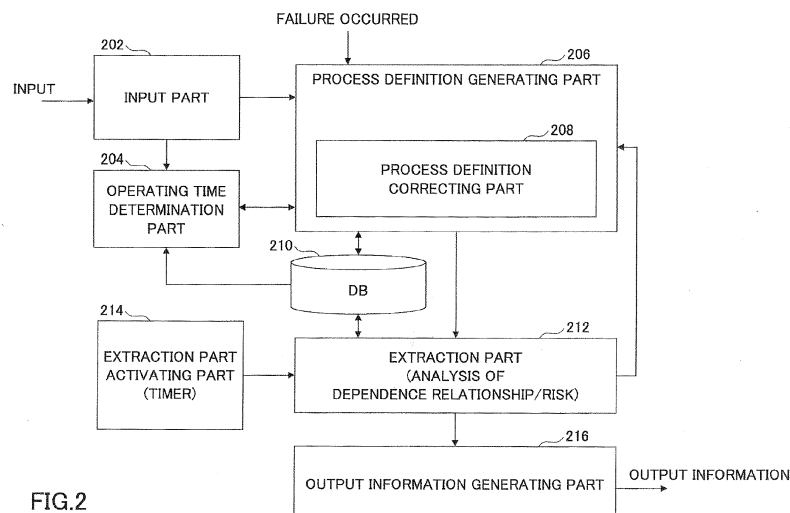 FAILURE OCCURRED
202
206
INPUT
INPUT PART
PROCESS DEFINITION GENERATING PART
208
PROCESS DEFINITION
CORRECTING PART
204
OPERATING TIME
DETERMINATION
PART
210
DB
214
EXTRACTION PART
ACTIVATING PART
(TIMER)
212
EXTRACTION PART
(ANALYSIS OF
DEPENDENCE RELATIONSHIP/RISK)
216
OUTPUT INFORMATION GENERATING PART
OUTPUT INFORMATION
FIG.2